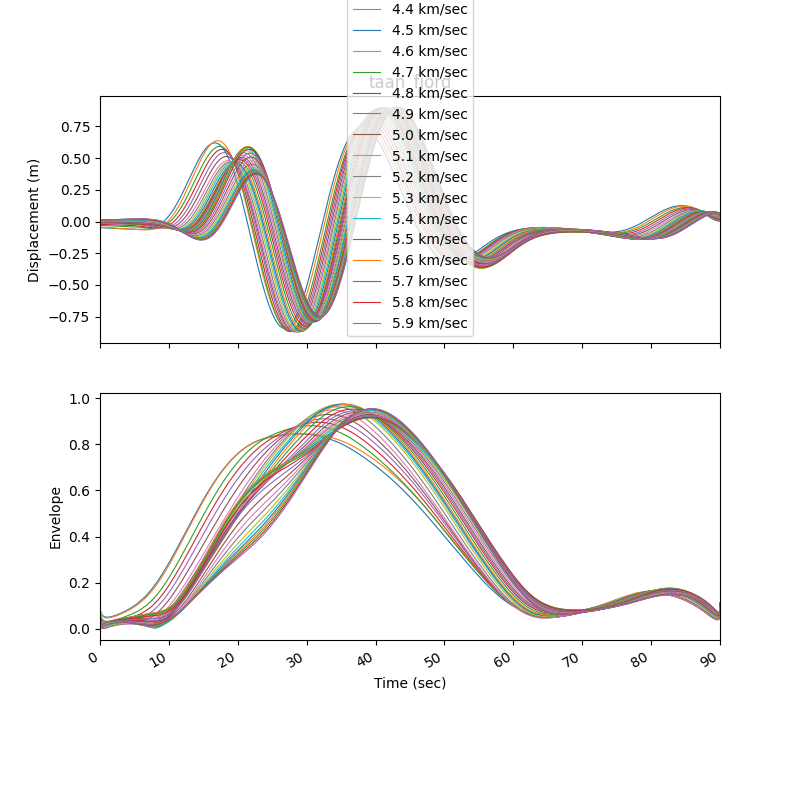 4.4 km/sec
4.5 km/sec
4.6 km/sec
4.7 km/sec
taan_fjord
4.8 km/sec
4.9 km/sec
5.0 km/sec
5.1 km/sec
5.2 km/sec
5.3 km/sec
5.4 km/sec
5.5 km/sec
5.6 km/sec
5.7 km/sec
5.8 km/sec
5.9 km/sec
Displacement (m)
0.75
0.50
0.25
0.00
−0.25
−0.50
−0.75
Envelope
1.0
0.8
0.6
0.4
0.2
0.0
0 10 20 30 40 50 60 70 80 90
Time (sec)